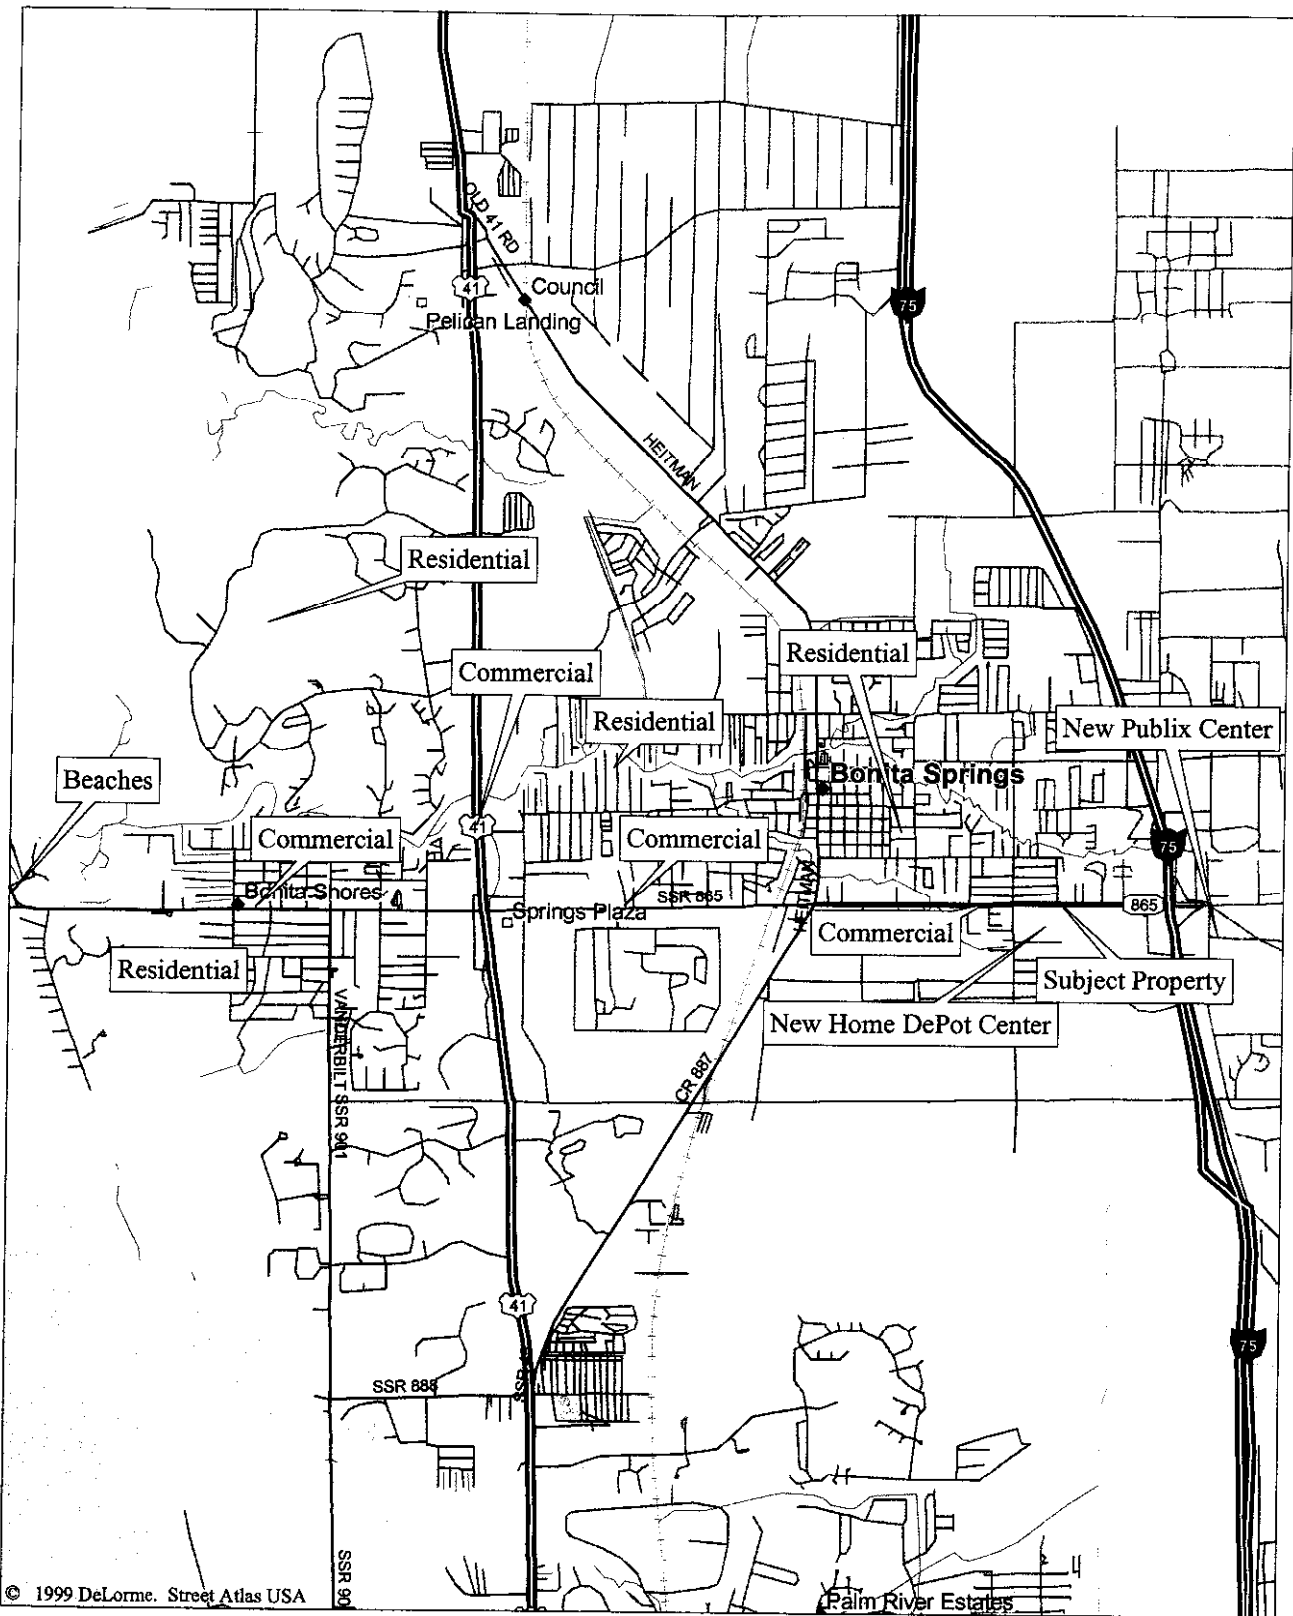 OLD 41 RD
41
Council
75
Pelican Landing
HEITMAN
Residential
Residential
Commercial
Residential
New Publix Center
Beaches
Bonita Springs
41
Commercial
Commercial
75
Bonita Shores
SSR 865
865
Springs Plaza
HEITMAN
Commercial
Residential
Subject Property
VANDERBILT SSR 901
New Home DePot Center
CR 887
41
75
SSR 888
SSR 90
© 1999 DeLorme. Street Atlas USA
Palm River Estates